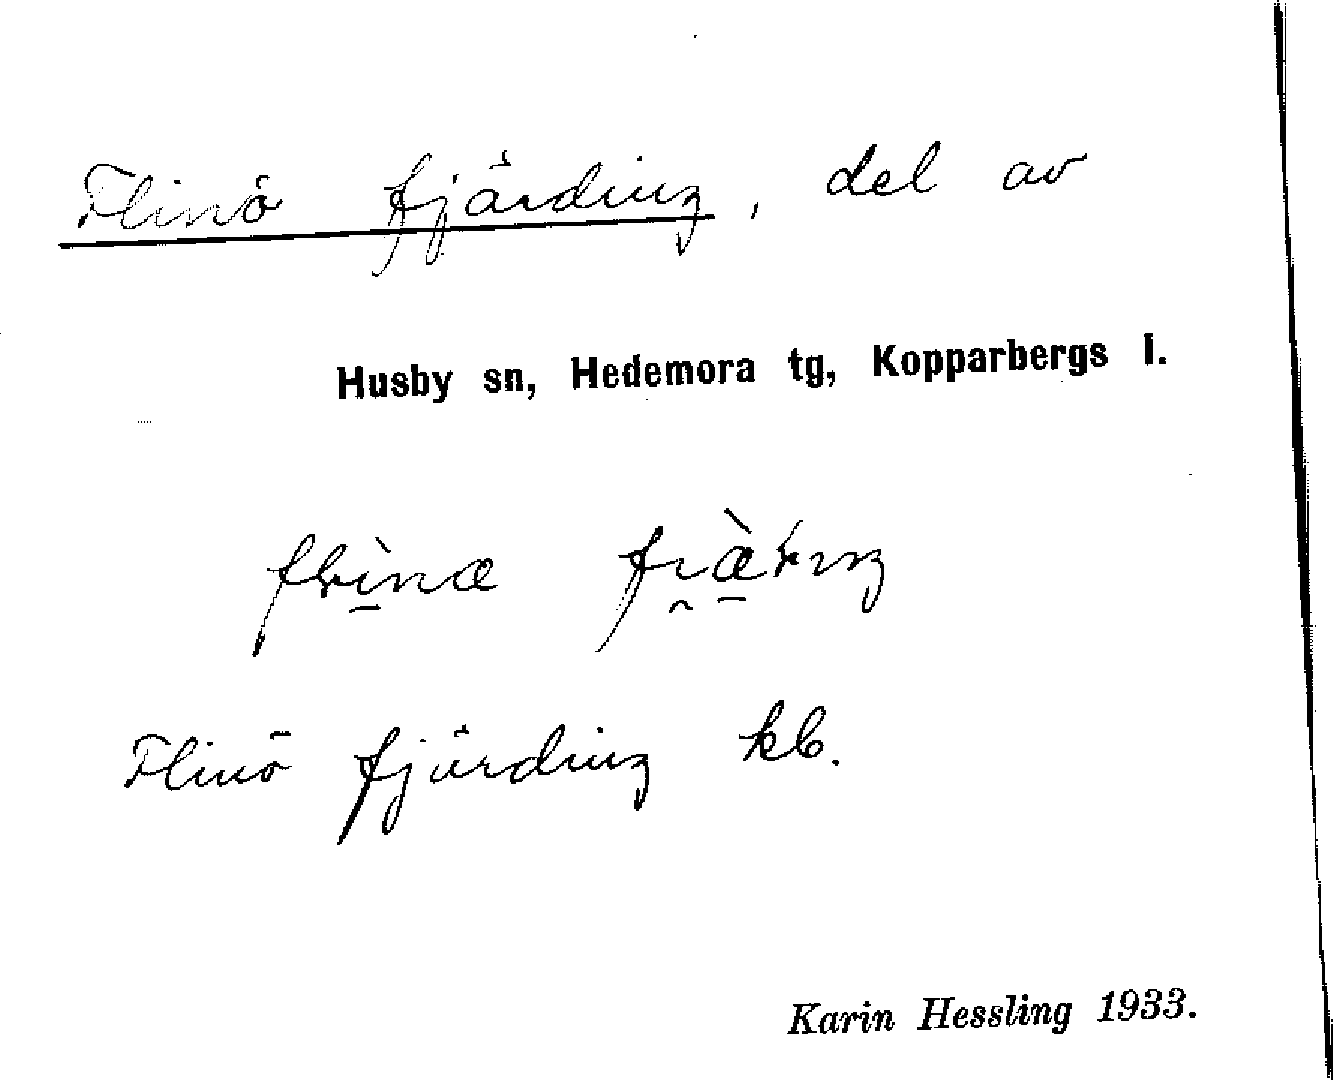 Flinö fjärding, del av
Husby sn, Hedemora tg, Kopparbergs l.
Flinö fjärding kb.
Karin Hessling 1933.